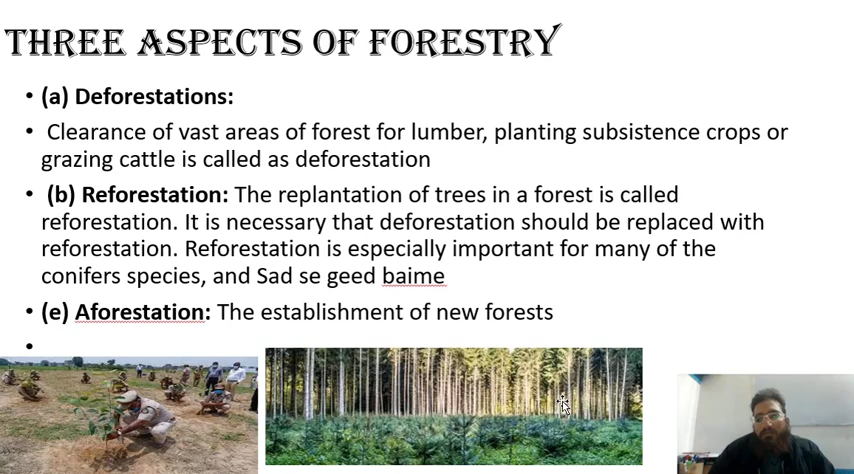 THREE ASPECTS OF FORESTRY
• (a) Deforestations:
• Clearance of vast areas of forest for lumber, planting subsistence crops or
grazing cattle is called as deforestation
• (b) Reforestation: The replantation of trees in a forest is called
reforestation. It is necessary that deforestation should be replaced with
reforestation. Reforestation is especially important for many of the
conifers species, and Sad se geed baime
• (e) Aforestation: The establishment of new forests
•